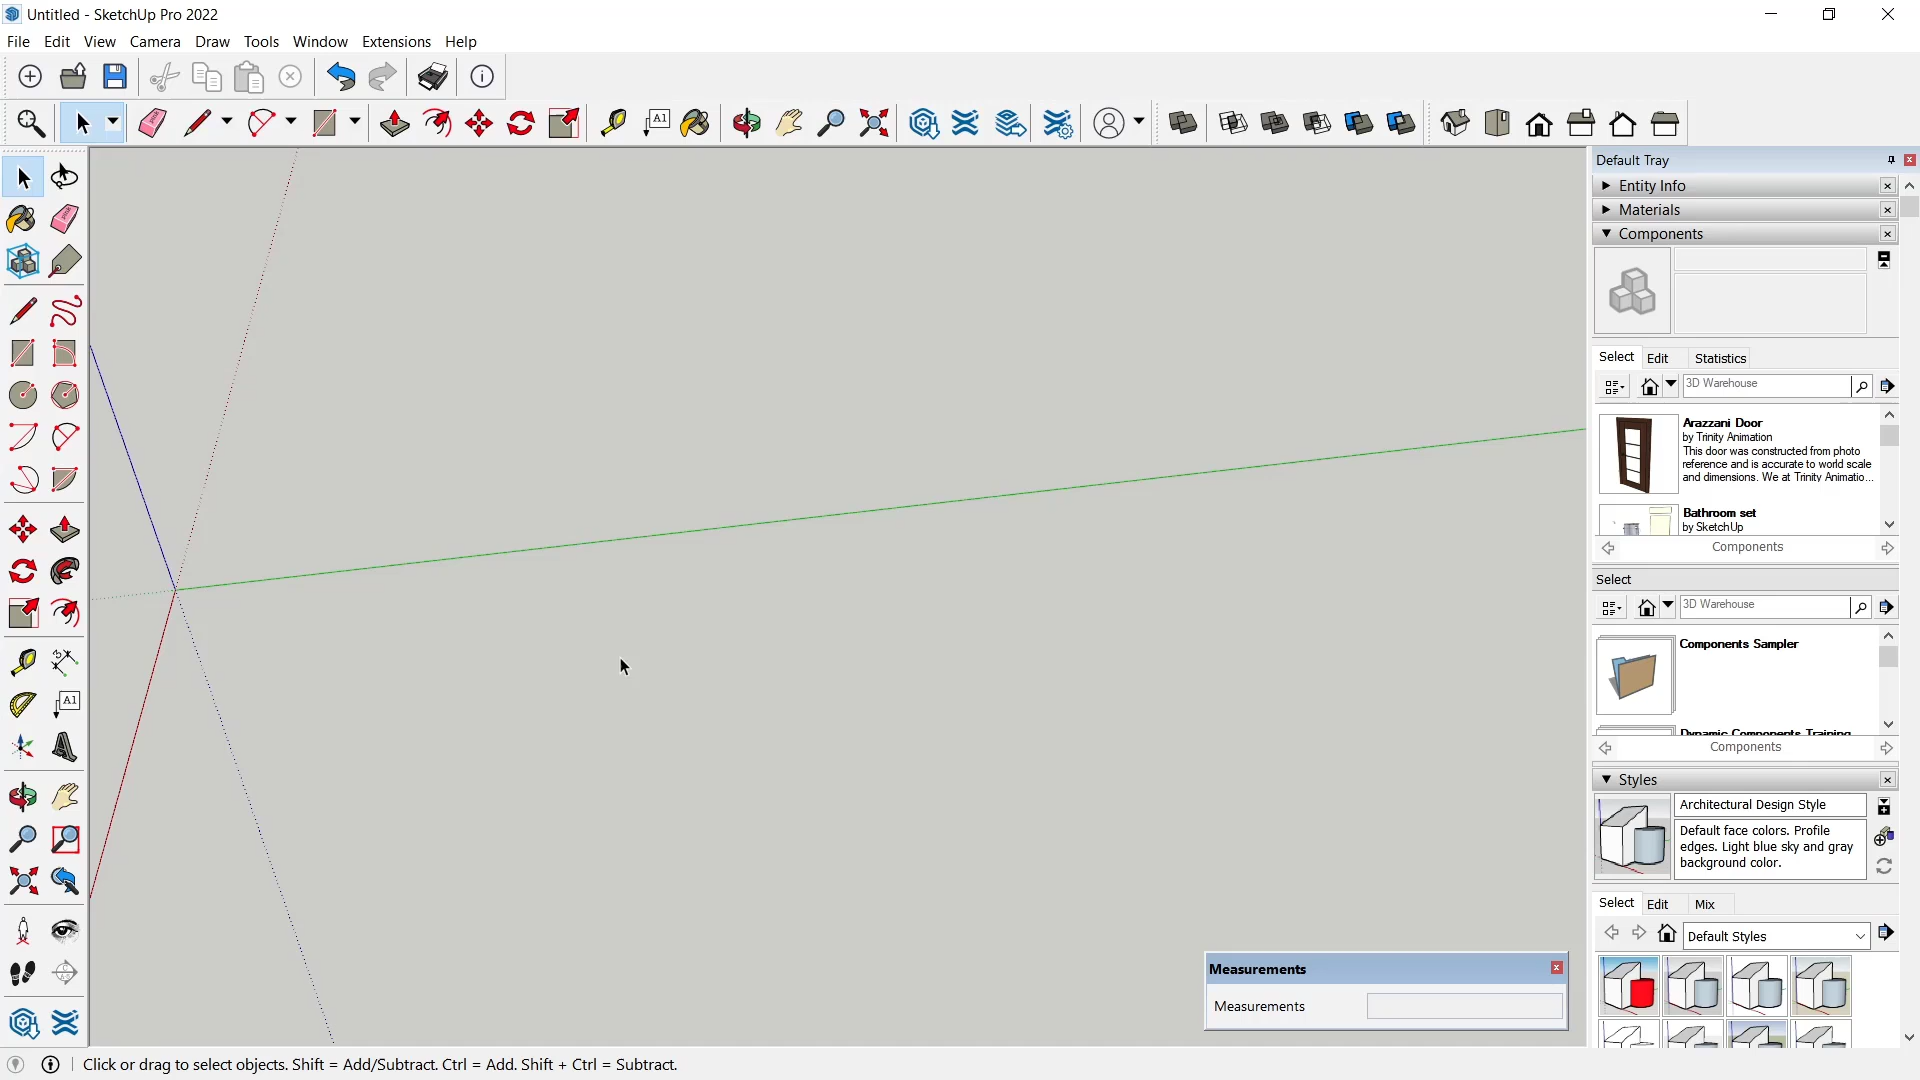 Untitled - SketchUp Pro 2022
File Edit View Camera Draw Tools Window Extensions Help
A1
Default Tray
Entity Info
Materials
Components
Select Edit Statistics
3D Warehouse
Arazzani Door
by Trinity Animation
This door was constructed from photo
reference and is accurate to world scale
and dimensions. We at Trinity Animatio...
Bathroom set
by SketchUp
Components
Select
3D Warehouse
Components Sampler
Dynamic Components Training
Components
A1
Styles
Architectural Design Style
Default face colors. Profile
edges. Light blue sky and gray
background color.
Select Edit Mix
Default Styles
Measurements
Measurements
Click or drag to select objects. Shift = Add/Subtract. Ctrl = Add. Shift + Ctrl = Subtract.